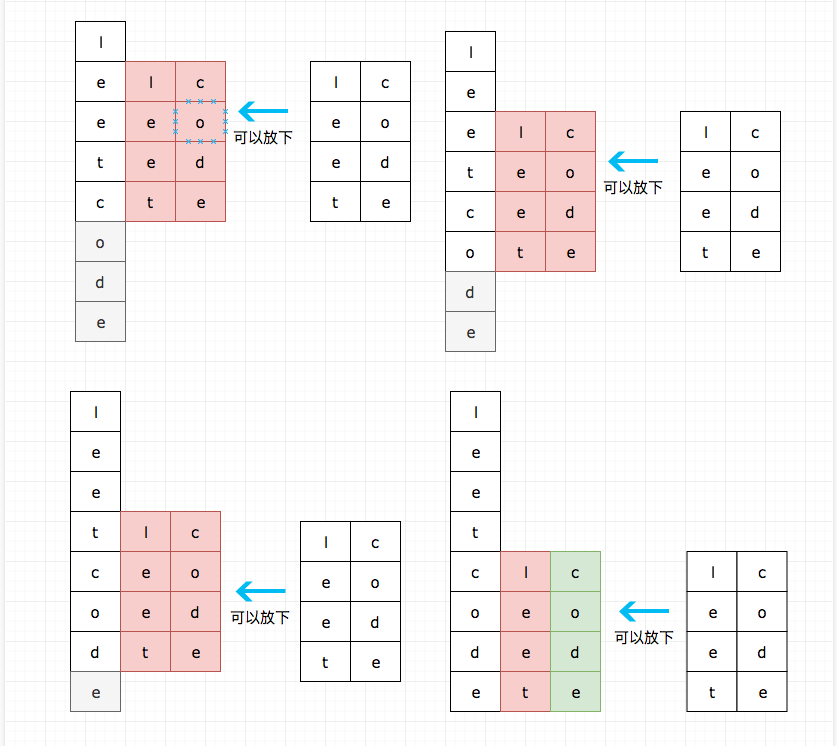 l
e l c l c
e e o e o
可以放下
t e d e d
c t e t e
o
d
e
l
e
e l c l c
t e o e o
可以放下
c e d e d
o t e t e
d
e
l
e
e
t l c l c
c e o e o
可以放下
o e d e d
d t e t e
e
l
e
e
t
c l c l c
o e o e o
可以放下
d e d e d
e t e t e